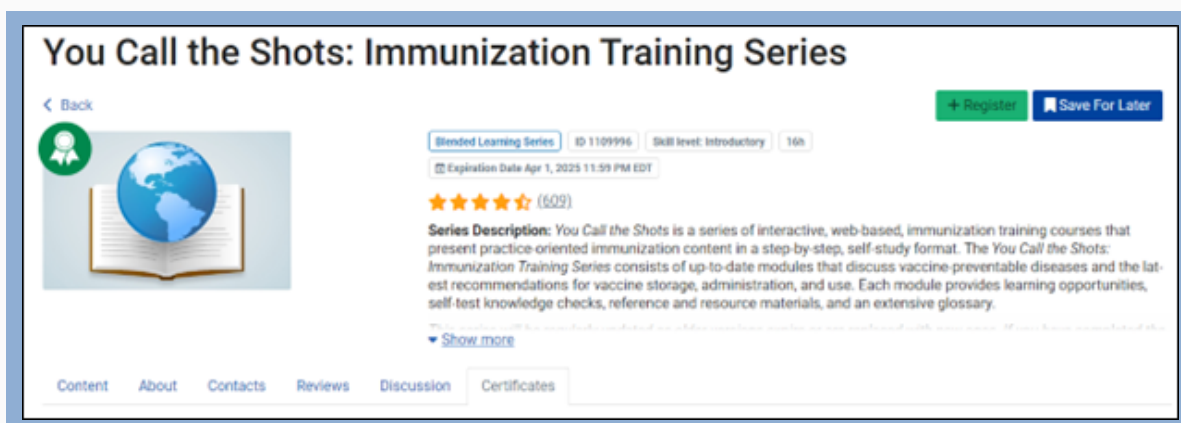 You Call the Shots: Immunization Training Series
Back
+ Register
Save For Later
Blended Learning Series
ID 1109996
Skill level: Introductory
16h
Expiration Date Apr 1, 2025 11:59 PM EDT
(609)
Series Description: You Call the Shots is a series of interactive, web-based, immunization training courses that
present practice-oriented immunization content in a step-by-step, self-study format. The You Call the Shots:
Immunization Training Series consists of up-to-date modules that discuss vaccine-preventable diseases and the lat-
est recommendations for vaccine storage, administration, and use. Each module provides learning opportunities,
self-test knowledge checks, reference and resource materials, and an extensive glossary.
Show more
Content
About
Contacts
Reviews
Discussion
Certificates